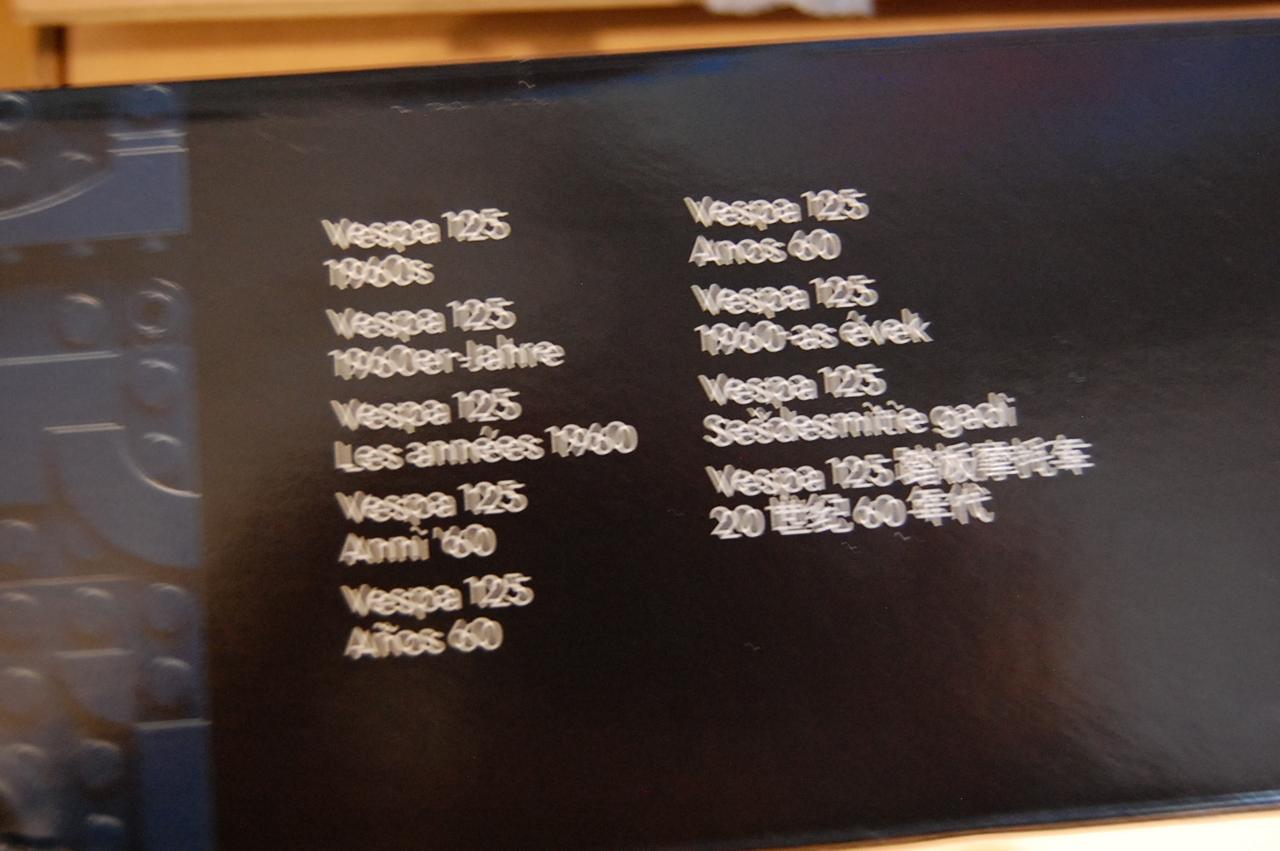 Vespa 125
1960s
Vespa 125
1960er-Jahre
Vespa 125
Les années 1960
Vespa 125
Anni '60
Vespa 125
Años 60
Vespa 125
Anos 60
Vespa 125
1960-as évek
Vespa 125
Sešdesmitie gadi
Vespa 125 踏板摩托车
20 世纪 60 年代